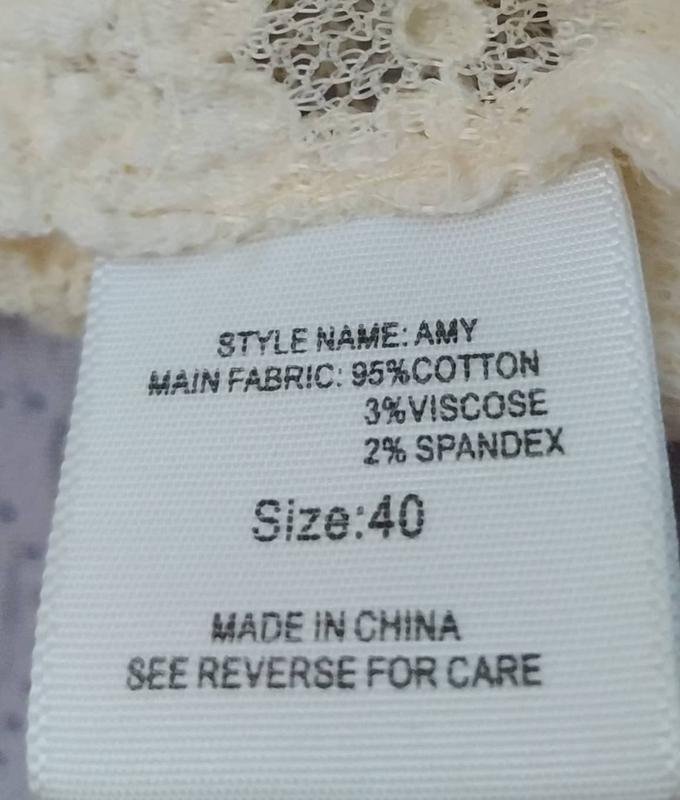 STYLE NAME: AMY
MAIN FABRIC: 95%COTTON
3%VISCOSE
2% SPANDEX
Size:40
MADE IN CHINA
SEE REVERSE FOR CARE